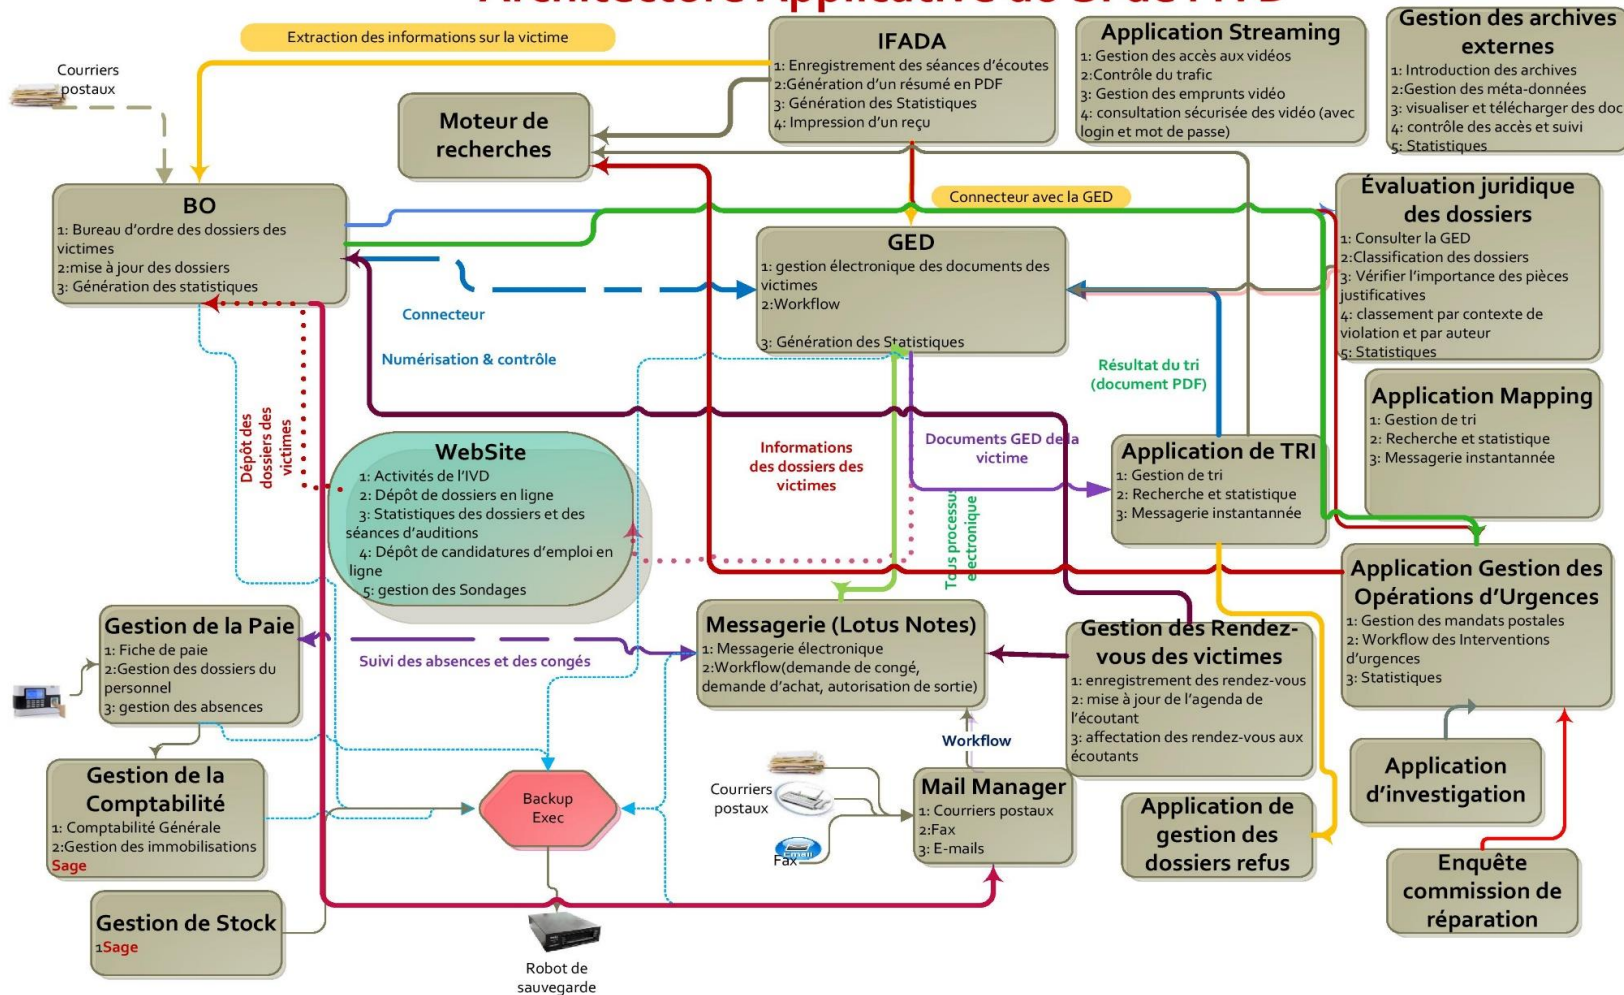 Architecture Applicative du SI de l'IVD
Extraction des informations sur la victime
Courriers
postaux
IFADA
1: Enregistrement des séances d'écoutes
2:Génération d'un résumé en PDF
3: Génération des Statistiques
4: Impression d'un reçu
Application Streaming
1: Gestion des accès aux vidéos
2:Contrôle du trafic
3: Gestion des emprunts vidéo
4: consultation sécurisée des vidéo (avec
login et mot de passe)
Gestion des archives
externes
1: Introduction des archives
2:Gestion des méta-données
3: visualiser et télécharger des doc
4: contrôle des accès et suivi
5: Statistiques
Moteur de
recherches
Connecteur avec la GED
BO
1: Bureau d'ordre des dossiers des
victimes
2:mise à jour des dossiers
3: Génération des statistiques
GED
1: gestion électronique des documents des
victimes
2:Workflow
3: Génération des Statistiques
Évaluation juridique
des dossiers
1: Consulter la GED
2:Classification des dossiers
3: Vérifier l'importance des pièces
justificatives
4: classement par contexte de
violation et par auteur
5: Statistiques
Connecteur
Numérisation & contrôle
Résultat du tri
(document PDF)
Application Mapping
1: Gestion de tri
2: Recherche et statistique
3: Messagerie instantannée
Dépôt des
dossiers des
victimes
WebSite
1: Activités de l'IVD
2: Dépôt de dossiers en ligne
3: Statistiques des dossiers et des
séances d'auditions
4: Dépôt de candidatures d'emploi en
ligne
5: gestion des Sondages
Informations
des dossiers des
victimes
Documents GED de la
victime
Tous processus
electronique
Application de TRI
1: Gestion de tri
2: Recherche et statistique
3: Messagerie instantannée
Application Gestion des
Opérations d'Urgences
1: Gestion des mandats postales
2: Workflow des Interventions
d'urgences
3: Statistiques
Gestion de la Paie
1: Fiche de paie
2:Gestion des dossiers du
personnel
3: gestion des absences
Suivi des absences et des congés
Messagerie (Lotus Notes)
1: Messagerie électronique
2:Workflow(demande de congé,
demande d'achat, autorisation de sortie)
Gestion des Rendez-
vous des victimes
1: enregistrement des rendez-vous
2: mise à jour de l'agenda de
l'écoutant
3: affectation des rendez-vous aux
écoutants
Workflow
Gestion de la
Comptabilité
1: Comptabilité Générale
2:Gestion des immobilisations
Sage
Backup
Exec
Courriers
postaux
Email
Fax
Mail Manager
1: Courriers postaux
2:Fax
3: E-mails
Application de
gestion des
dossiers refus
Application
d'investigation
Enquête
commission de
réparation
Gestion de Stock
1Sage
Robot de
sauvegarde